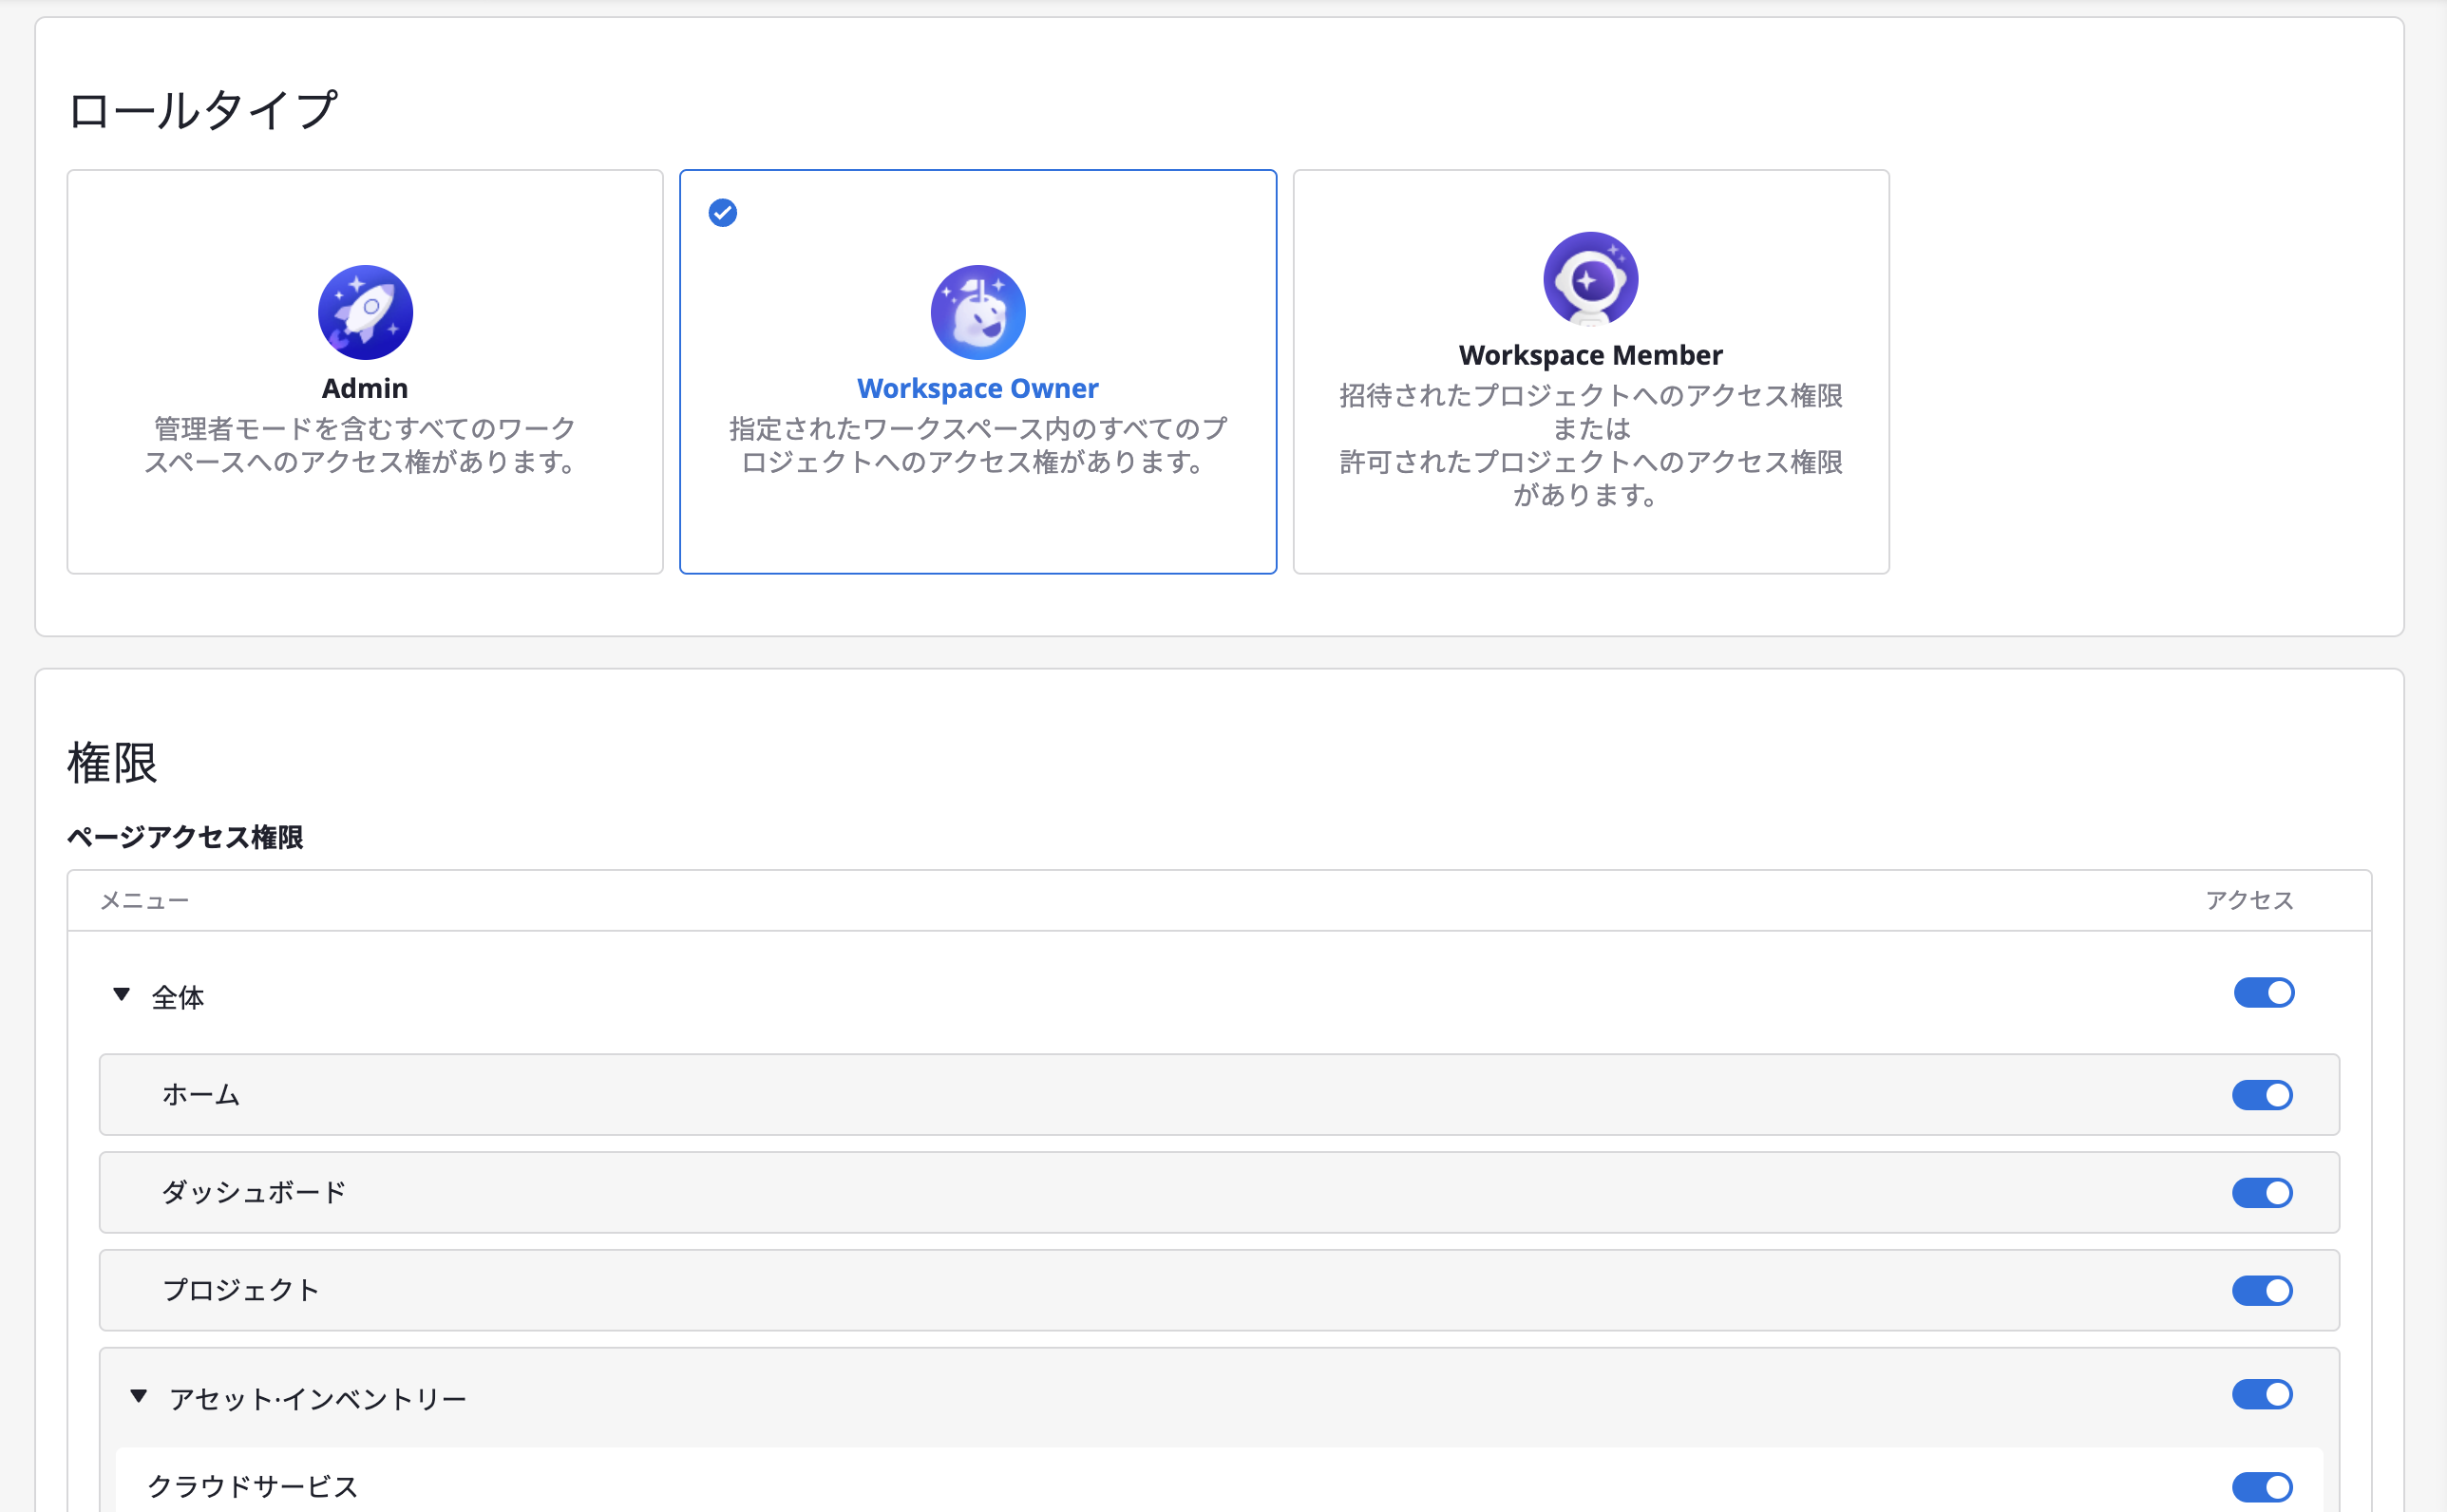 ロールタイプ
Admin
管理者モードを含むすべてのワーク
スペースへのアクセス権があります。
Workspace Owner
指定されたワークスペース内のすべてのプ
ロジェクトへのアクセス権があります。
Workspace Member
招待されたプロジェクトへのアクセス権限
または
許可されたプロジェクトへのアクセス権限
があります。
権限
ページアクセス権限
メニュー
アクセス
全体
ホーム
ダッシュボード
プロジェクト
アセット·インベントリー
クラウドサービス